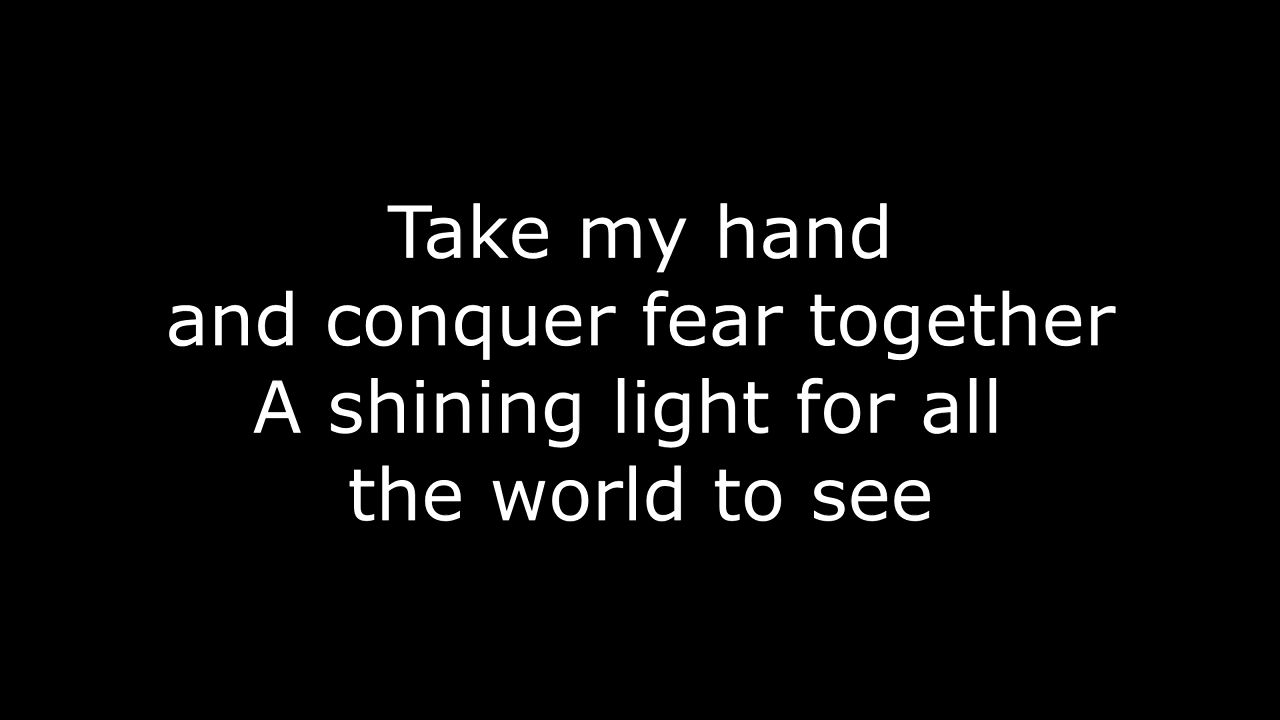 Take my hand
and conquer fear together
A shining light for all
the world to see